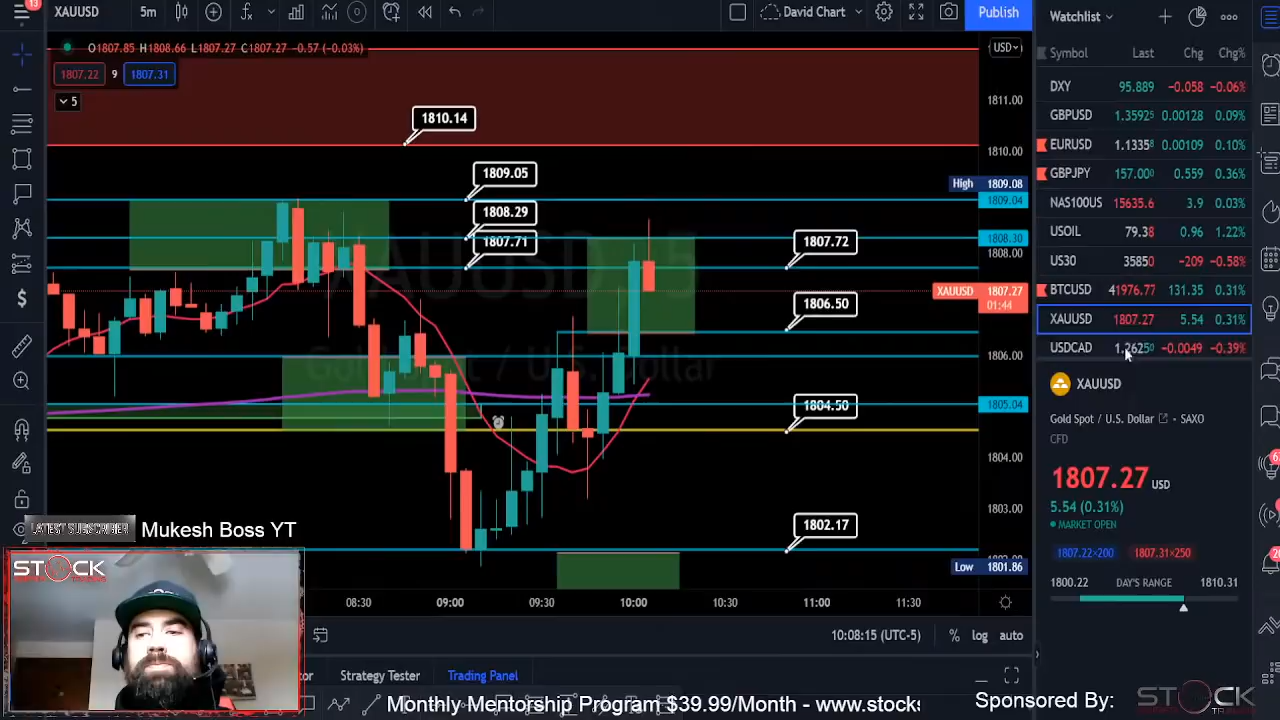 13
XAUUSD 5m
David Chart
Publish
Watchlist
O1807.85 H1808.66 L1807.27 C1807.27 -0.57 (-0.03%)
1807.22 9 1807.31
5
USD
1811.00
1810.14
1810.00
1809.05
High 1809.08
1809.04
1808.29
1808.30
1807.71
1807.72
1808.00
XAUUSD 1807.27
01:44
1806.50
1806.00
1804.50
1805.04
1804.00
1803.00
1802.17
Low 1801.86
XAUUSD 5
Gold Spot / U.S. Dollar
08:30 09:00 09:30 10:00 10:30 11:00 11:30
10:08:15 (UTC-5) % log auto
Strategy Tester Trading Panel
Symbol Last Chg Chg%
DXY 95.889 -0.058 -0.06%
GBPUSD 1.35925 0.00128 0.09%
EURUSD 1.13358 0.00109 0.10%
GBPJPY 157.000 0.559 0.36%
NAS100US 15635.6 3.9 0.03%
USOIL 79.38 0.96 1.22%
US30 35850 -209 -0.58%
BTCUSD 41976.77 131.35 0.31%
XAUUSD 1807.27 5.54 0.31%
USDCAD 1.26250 -0.0049 -0.39%
XAUUSD
Gold Spot / U.S. Dollar - SAXO
CFD
1807.27 USD
5.54 (0.31%)
MARKET OPEN
1807.22×200 1807.31×250
1800.22 DAY'S RANGE 1810.31
LATEST SUBSCRIBER Mukesh Boss YT
STOCK
Monthly Mentorship Program $39.99/Month - www.stocks
Sponsored By:
STOCK